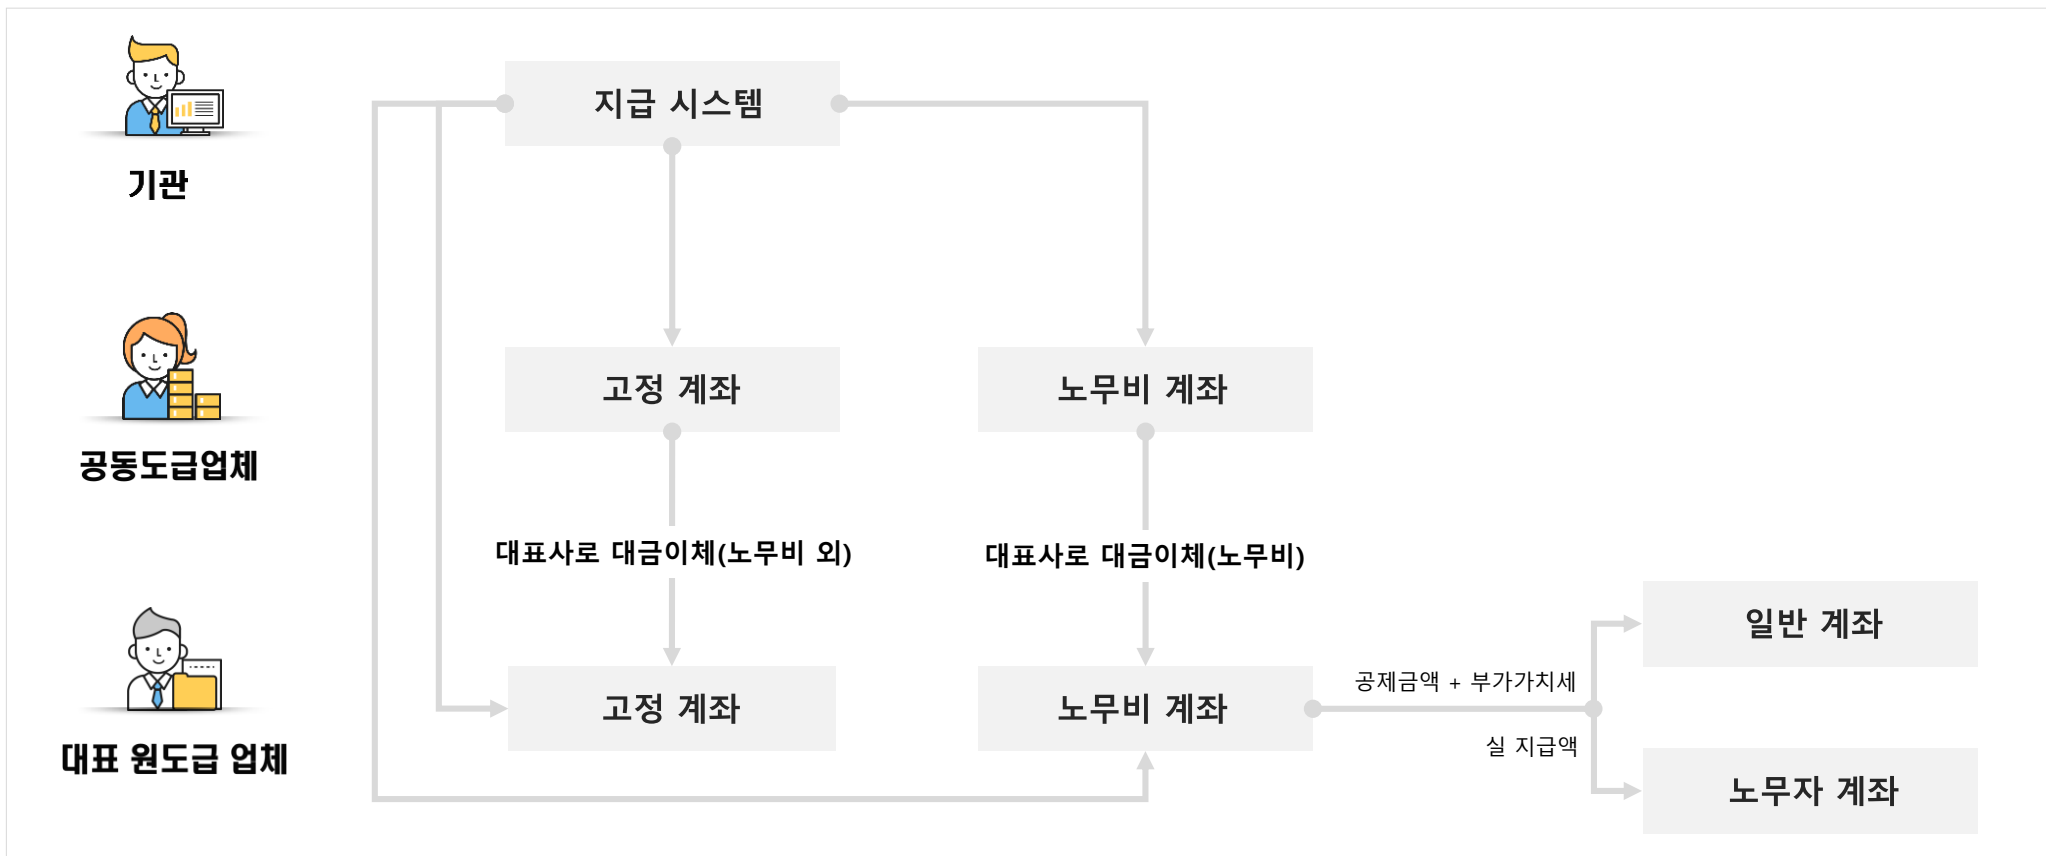 지급 시스템
기관
고정 계좌
노무비 계좌
공동도급업체
대표사로 대금이체(노무비 외)
대표사로 대금이체(노무비)
일반 계좌
공제금액 + 부가가치세
고정 계좌
노무비 계좌
실 지급액
대표 원도급 업체
노무자 계좌